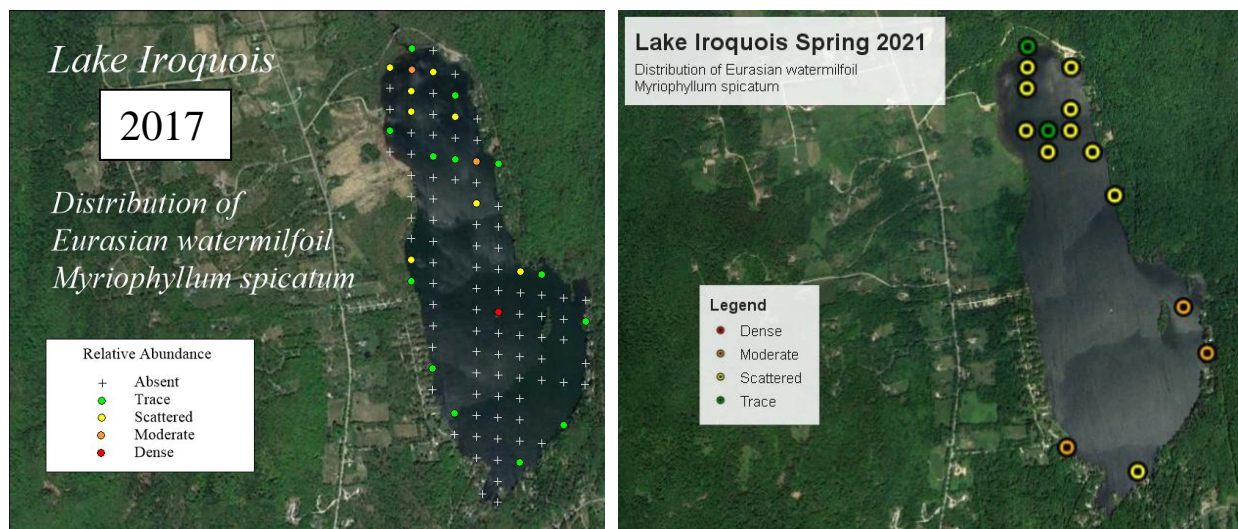 Lake Iroquois
2017
Distribution of
Eurasian watermilfoil
Myriophyllum spicatum
Relative Abundance
Absent
Trace
Scattered
Moderate
Dense
Lake Iroquois Spring 2021
Distribution of Eurasian watermilfoil
Myriophyllum spicatum
Legend
Dense
Moderate
Scattered
Trace